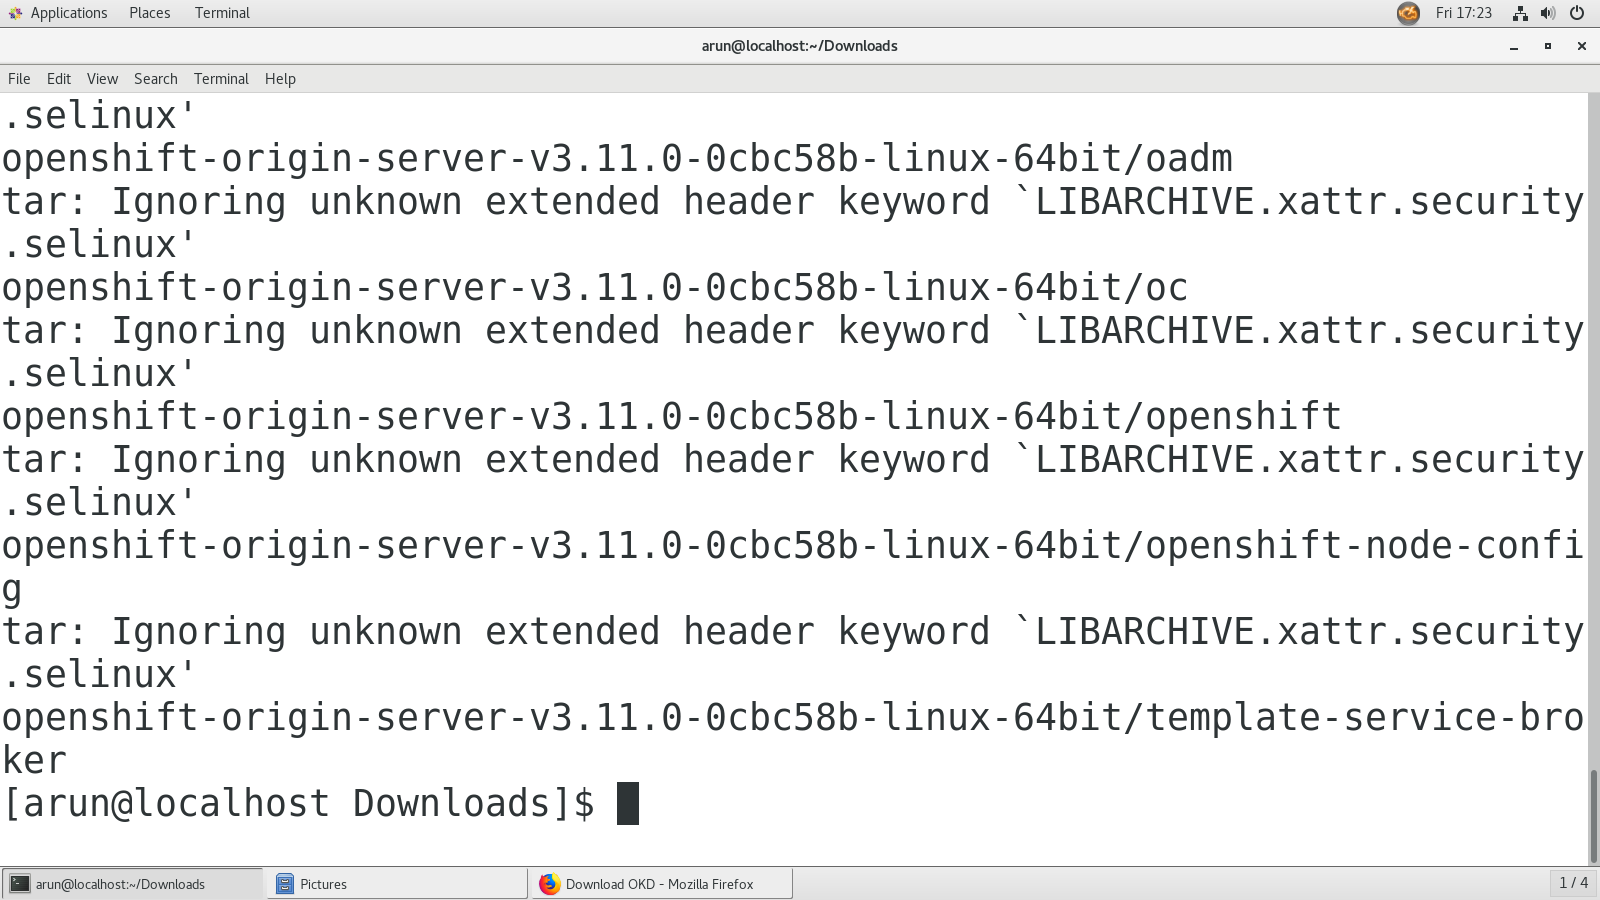 Applications Places Terminal Fri 17:23
arun@localhost:~/Downloads
File Edit View Search Terminal Help
.selinux'
openshift-origin-server-v3.11.0-0cbc58b-linux-64bit/oadm
tar: Ignoring unknown extended header keyword `LIBARCHIVE.xattr.security
.selinux'
openshift-origin-server-v3.11.0-0cbc58b-linux-64bit/oc
tar: Ignoring unknown extended header keyword `LIBARCHIVE.xattr.security
.selinux'
openshift-origin-server-v3.11.0-0cbc58b-linux-64bit/openshift
tar: Ignoring unknown extended header keyword `LIBARCHIVE.xattr.security
.selinux'
openshift-origin-server-v3.11.0-0cbc58b-linux-64bit/openshift-node-confi
g
tar: Ignoring unknown extended header keyword `LIBARCHIVE.xattr.security
.selinux'
openshift-origin-server-v3.11.0-0cbc58b-linux-64bit/template-service-bro
ker
[arun@localhost Downloads]$
arun@localhost:~/Downloads Pictures Download OKD - Mozilla Firefox 1 / 4